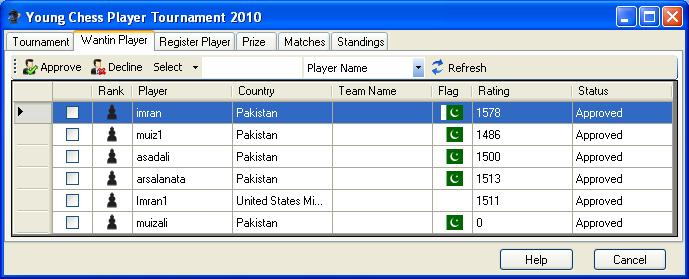 Young Chess Player Tournament 2010
Tournament Wantin Player Register Player Prize Matches Standings
Approve Decline Select Player Name Refresh
Rank Player Country Team Name Flag Rating Status
imran Pakistan 1578 Approved
muiz1 Pakistan 1486 Approved
asadali Pakistan 1500 Approved
arsalanata Pakistan 1513 Approved
Imran1 United States Mi... 1511 Approved
muizali Pakistan 0 Approved
Help Cancel